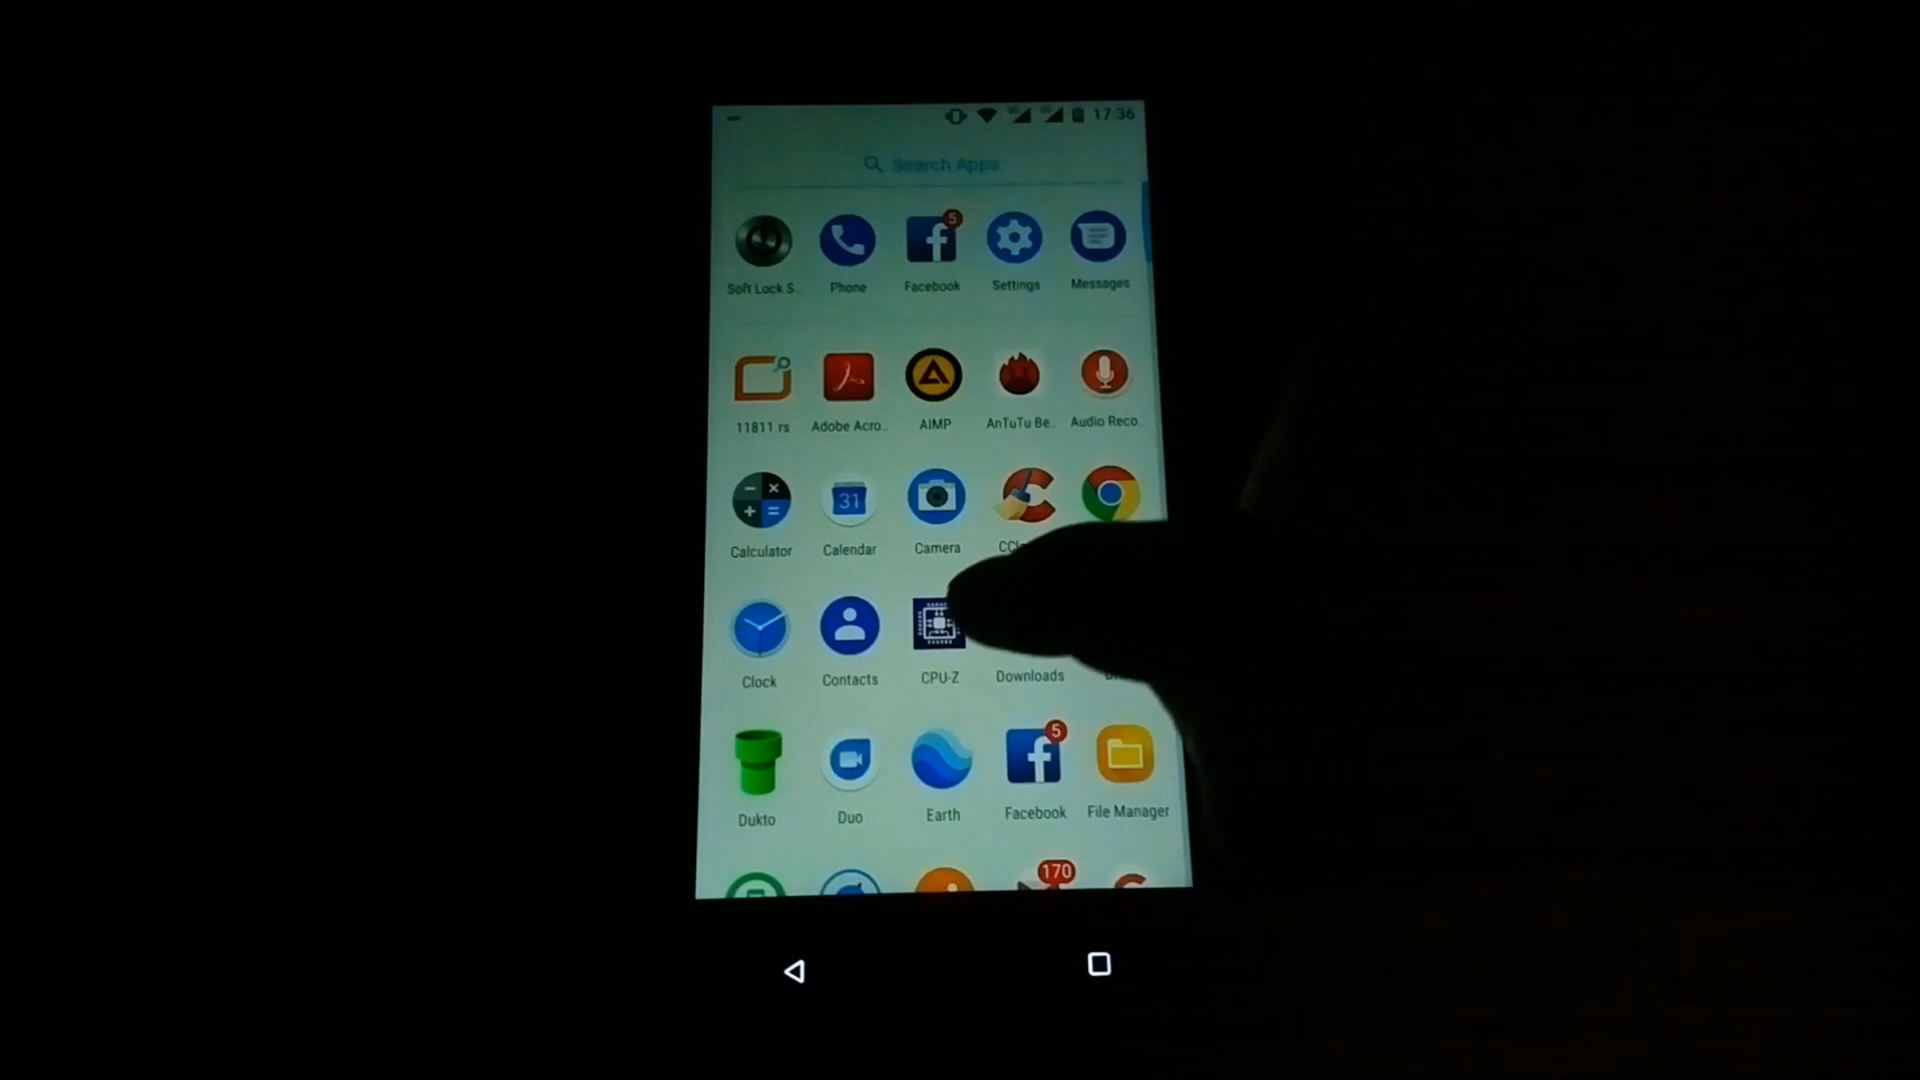 17:36
Search Apps
5
Soft Lock S.. Phone Facebook Settings Messages
11811.rs Adobe Acro.. AIMP AnTuTu Be.. Audio Reco
31
Calculator Calendar Camera
Clock Contacts CPU-Z Downloads
5
Dukto Duo Earth Facebook File Manager
170